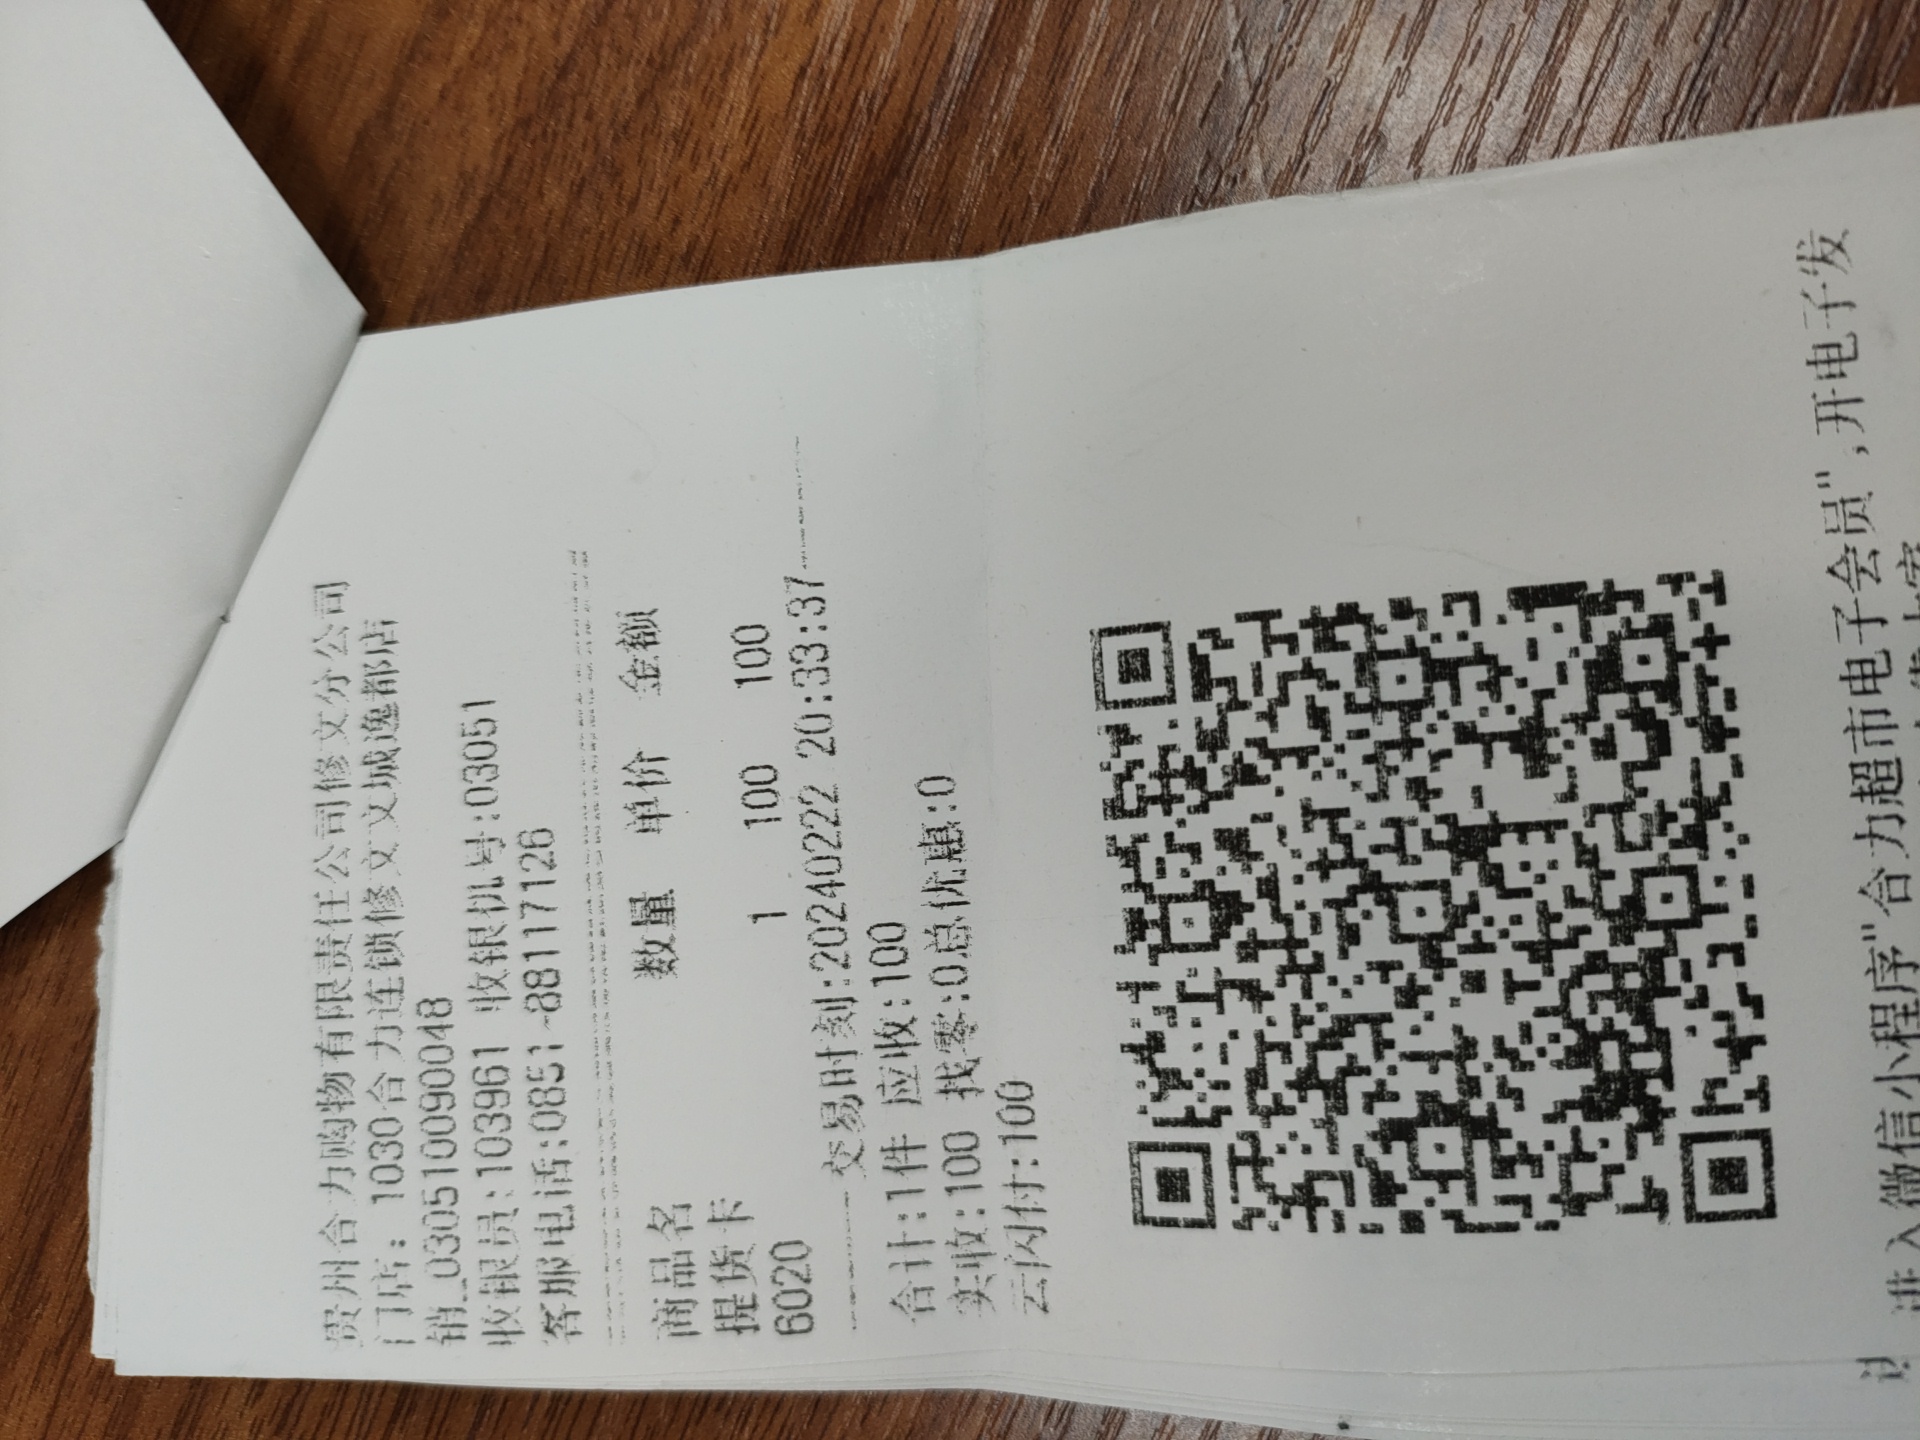 贵州合力购物有限责任公司修文分公司
门店：1030合力连锁修文文城逸都店
销_030510090048
收银员:103961 收银机号:03051
客服电话:0851-88117126
商品名 数量 单价 金额
提货卡
6020 1 100 100
交易时刻:20240222 20:33:37
合计:1件 应收:100
实收:100 找零:0总优惠:0
云闪付:100
进入微信小程序"合力超市电子会员",开电子发